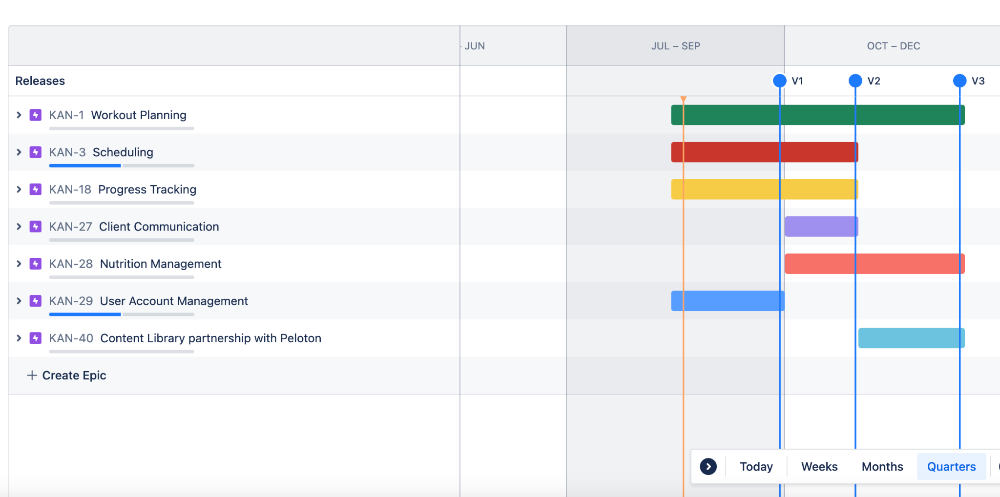 - JUN
JUL – SEP
OCT – DEC
Releases
V1
V2
V3
KAN-1 Workout Planning
KAN-3 Scheduling
KAN-18 Progress Tracking
KAN-27 Client Communication
KAN-28 Nutrition Management
KAN-29 User Account Management
KAN-40 Content Library partnership with Peloton
+ Create Epic
Today
Weeks
Months
Quarters